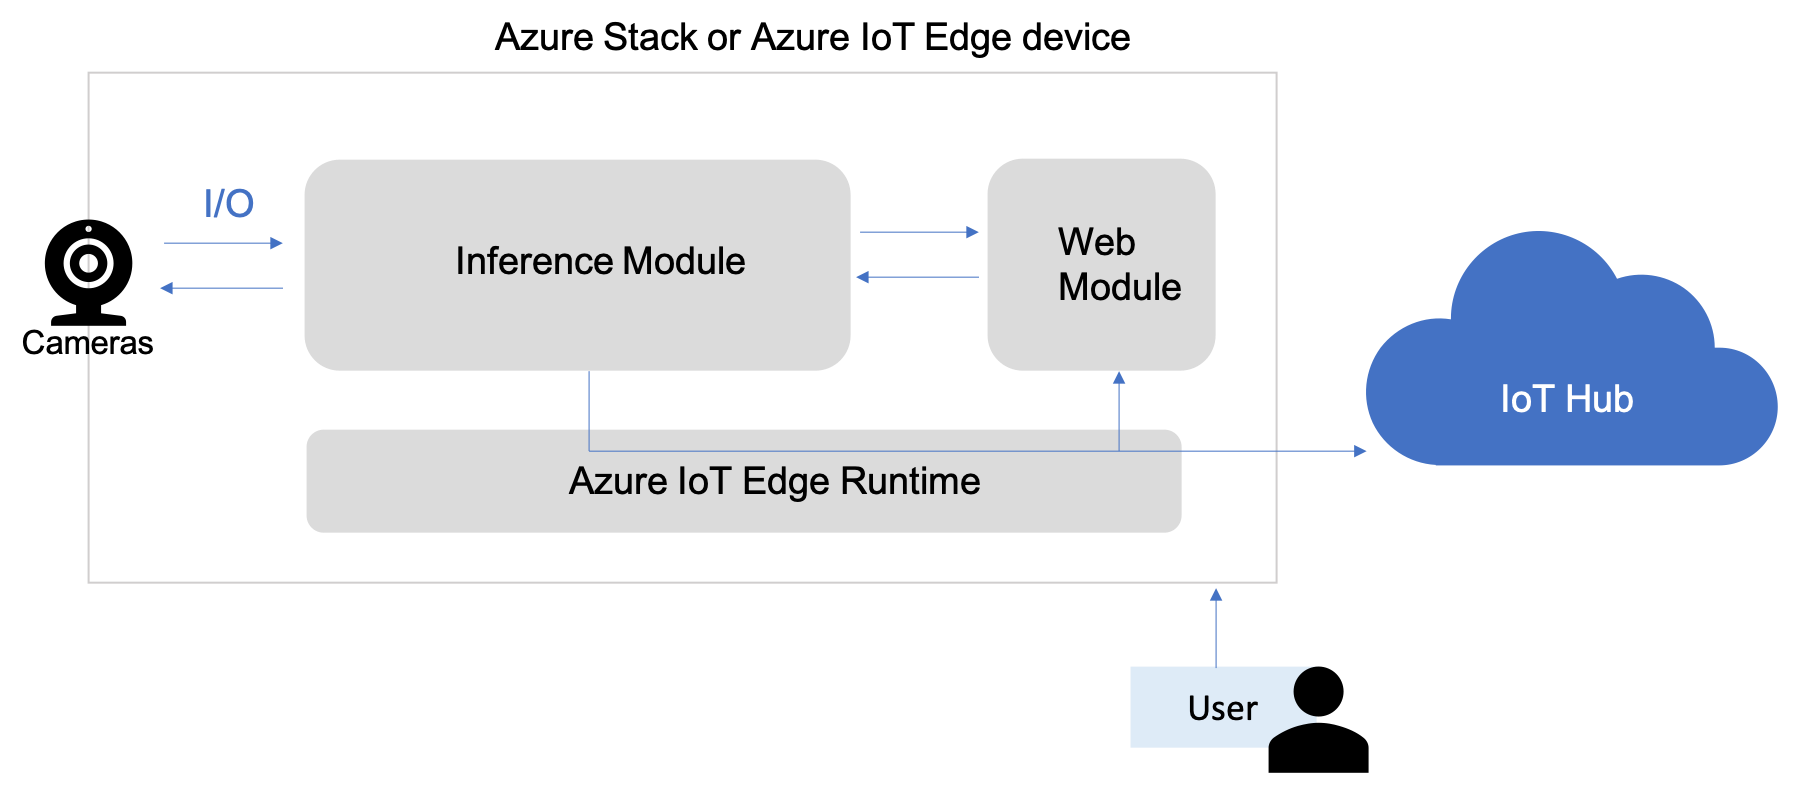 Azure Stack or Azure IoT Edge device
I/O
Inference Module
Web
Module
Cameras
IoT Hub
Azure IoT Edge Runtime
User